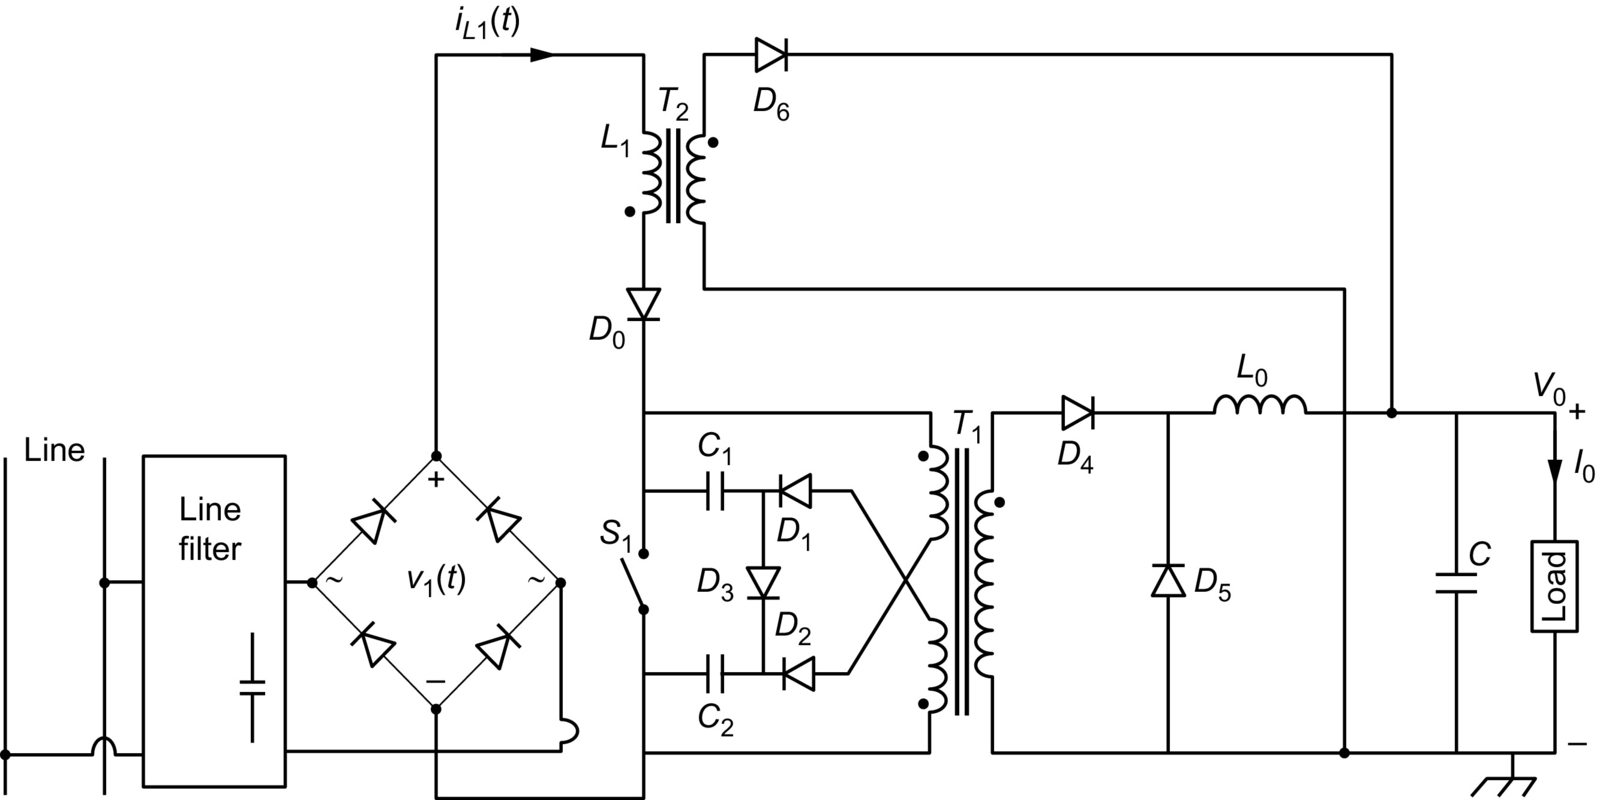 i_L1(t)
T_2
D_6
L_1
D_0
L_0
V_0
+
T_1
Line
C_1
D_4
I_0
+
Line
filter
S_1
D_1
~
v_1(t)
~
D_3
D_5
C
Load
D_2
–
C_2
–